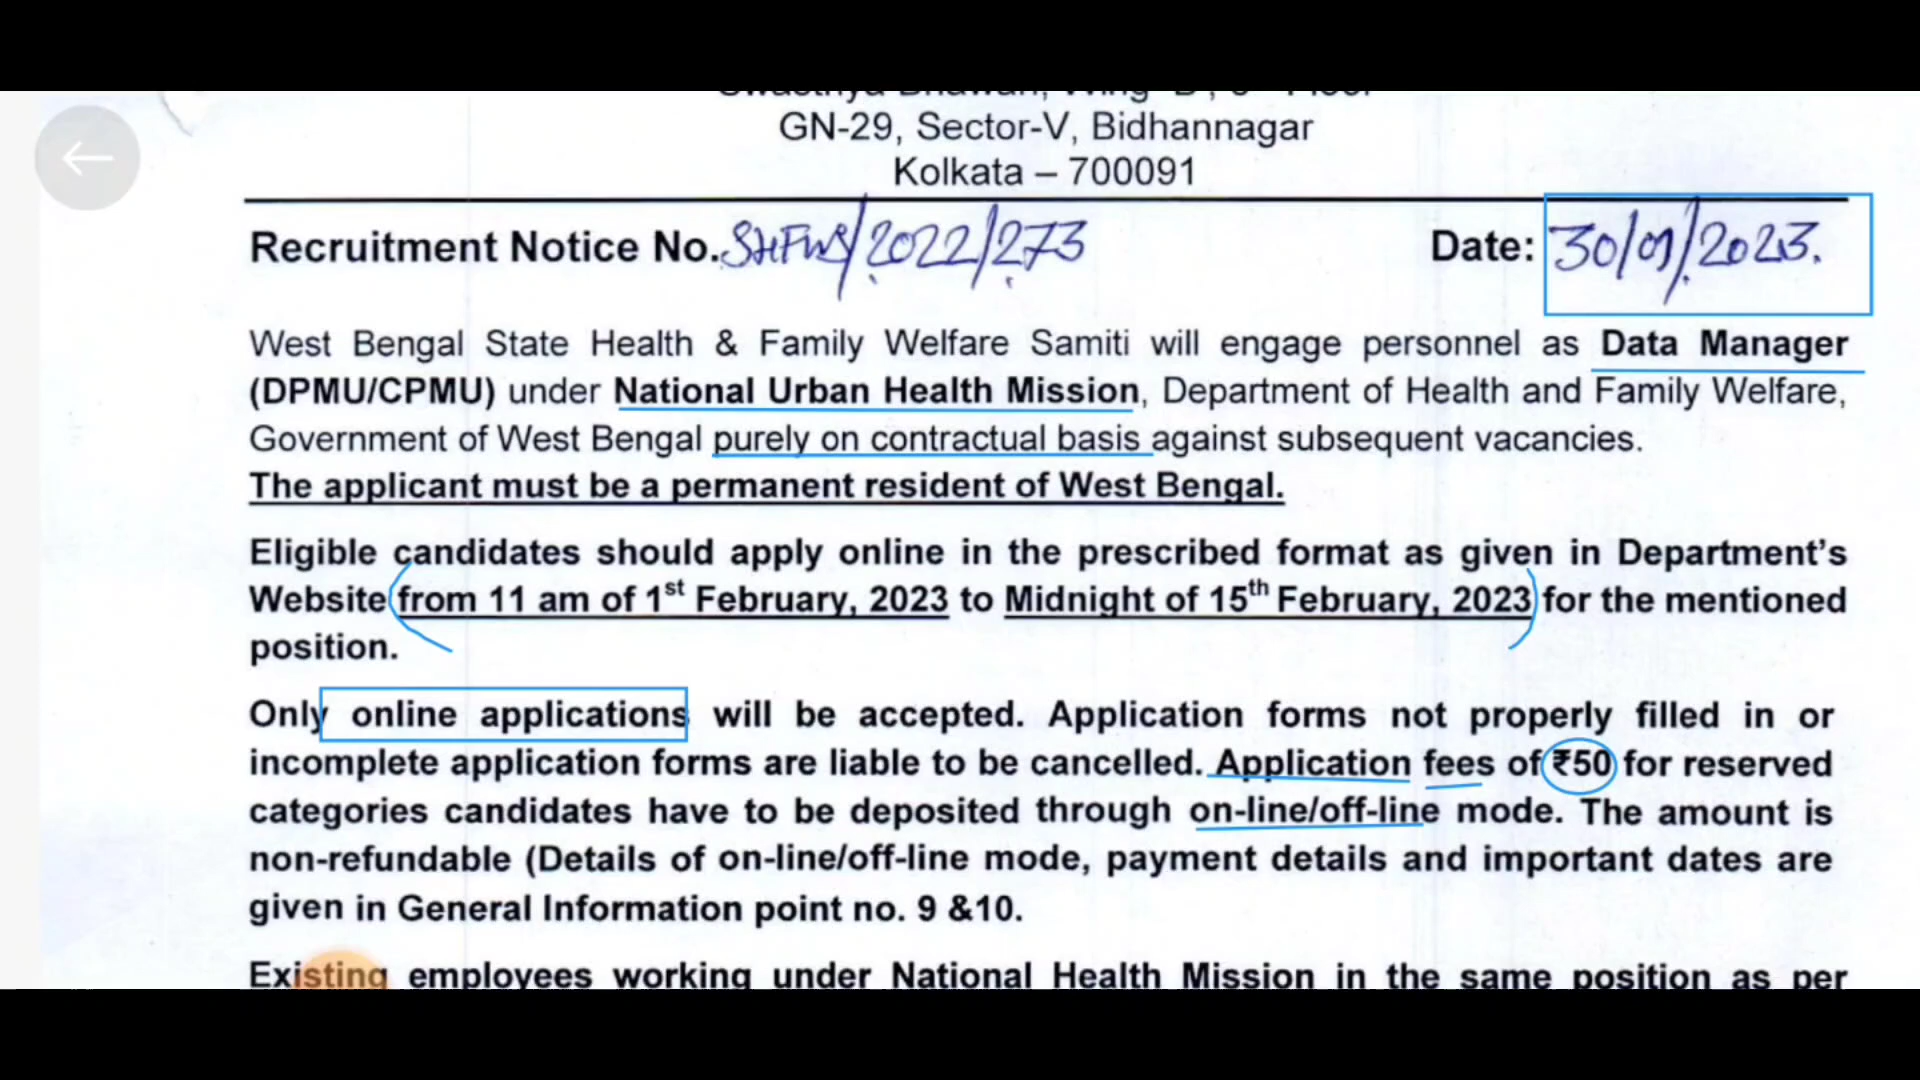 GN-29, Sector-V, Bidhannagar
Kolkata – 700091
Recruitment Notice No. SHFWS/2022/273 Date: 30/01/2023.
West Bengal State Health & Family Welfare Samiti will engage personnel as Data Manager
(DPMU/CPMU) under National Urban Health Mission, Department of Health and Family Welfare,
Government of West Bengal purely on contractual basis against subsequent vacancies.
The applicant must be a permanent resident of West Bengal.
Eligible candidates should apply online in the prescribed format as given in Department's
Website from 11 am of 1st February, 2023 to Midnight of 15th February, 2023 for the mentioned
position.
Only online applications will be accepted. Application forms not properly filled in or
incomplete application forms are liable to be cancelled. Application fees of ₹50 for reserved
categories candidates have to be deposited through on-line/off-line mode. The amount is
non-refundable (Details of on-line/off-line mode, payment details and important dates are
given in General Information point no. 9 &10.
Existing employees working under National Health Mission in the same position as per